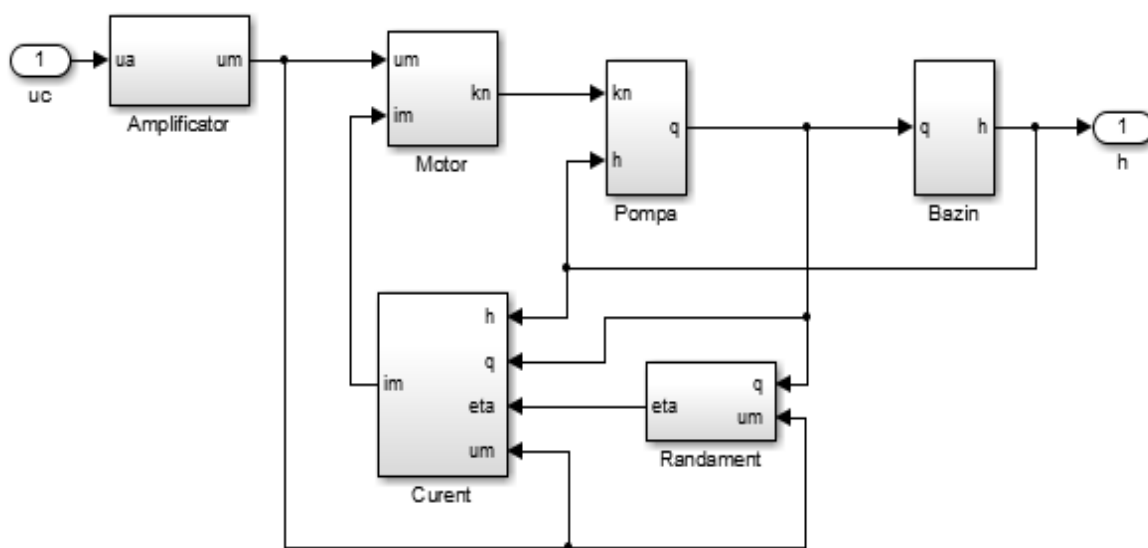 1
uc
ua
um
Amplificator
um
im
kn
Motor
kn
h
q
Pompa
q
h
Bazin
1
h
h
q
eta
um
im
Curent
q
um
eta
Randament